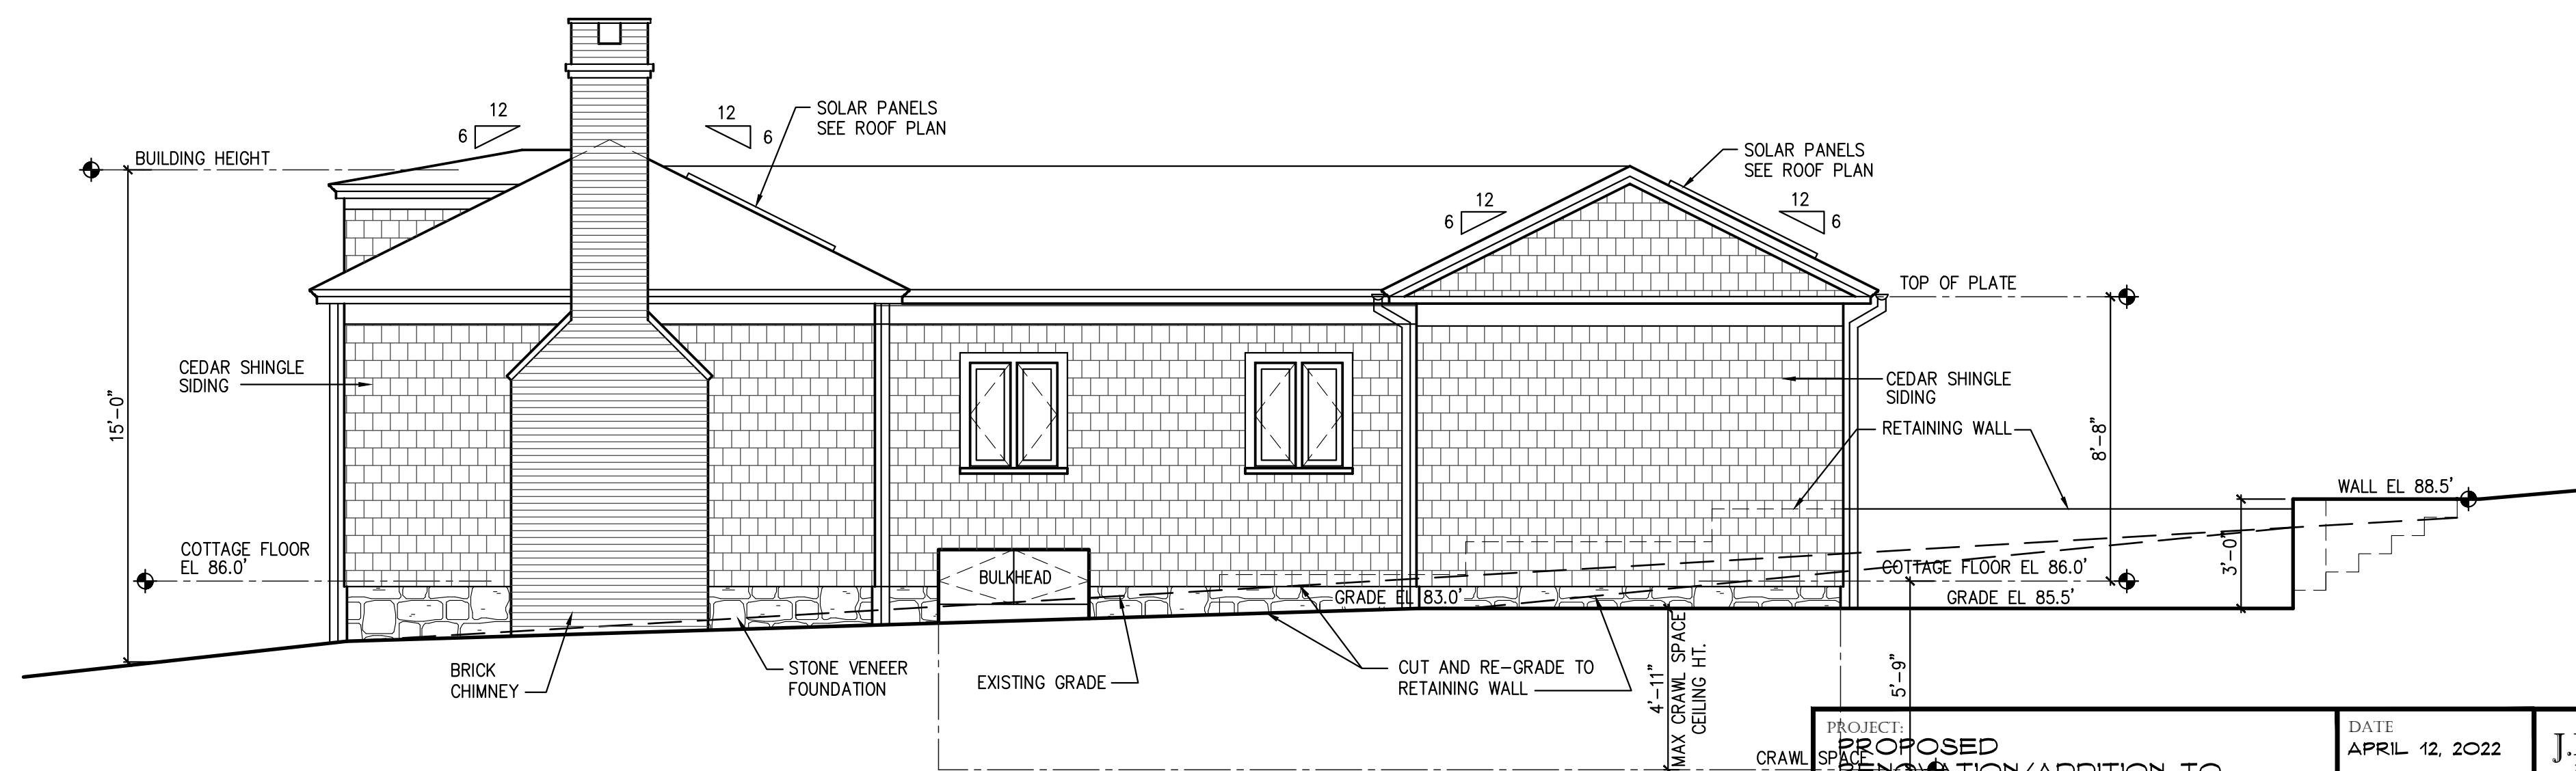 12
6
12
6
SOLAR PANELS
SEE ROOF PLAN
BUILDING HEIGHT
SOLAR PANELS
SEE ROOF PLAN
12
6
12
6
TOP OF PLATE
CEDAR SHINGLE
SIDING
15'-0"
CEDAR SHINGLE
SIDING
RETAINING WALL
8'-8"
WALL EL 88.5'
3'-0"
COTTAGE FLOOR
EL 86.0'
BULKHEAD
COTTAGE FLOOR EL 86.0'
GRADE EL 83.0'
GRADE EL 85.5'
BRICK
CHIMNEY
STONE VENEER
FOUNDATION
EXISTING GRADE
CUT AND RE-GRADE TO
RETAINING WALL
4'-11"
MAX CRAWL SPACE
CEILING HT.
5'-9"
CRAWL SPACE
PROJECT:
PROPOSED
RENOVATION/ADDITION TO
DATE
APRIL 12, 2022
J.